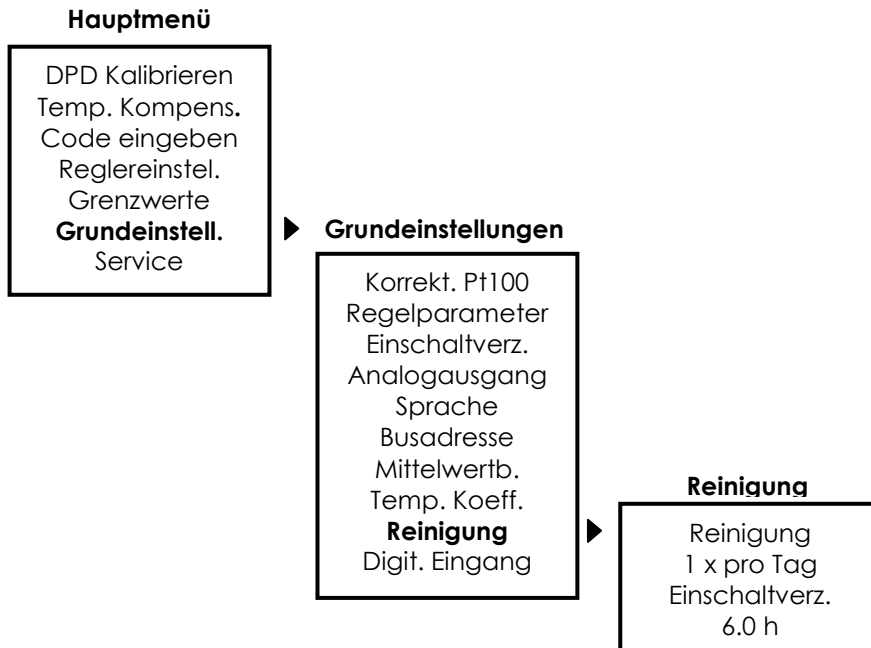 Hauptmenü
DPD Kalibrieren
Temp. Kompens.
Code eingeben
Reglereinstel.
Grenzwerte
Grundeinstell.
Service
Grundeinstellungen
Korrekt. Pt100
Regelparameter
Einschaltverz.
Analogausgang
Sprache
Busadresse
Mittelwertb.
Temp. Koeff.
Reinigung
Digit. Eingang
Reinigung
Reinigung
1 x pro Tag
Einschaltverz.
6.0 h